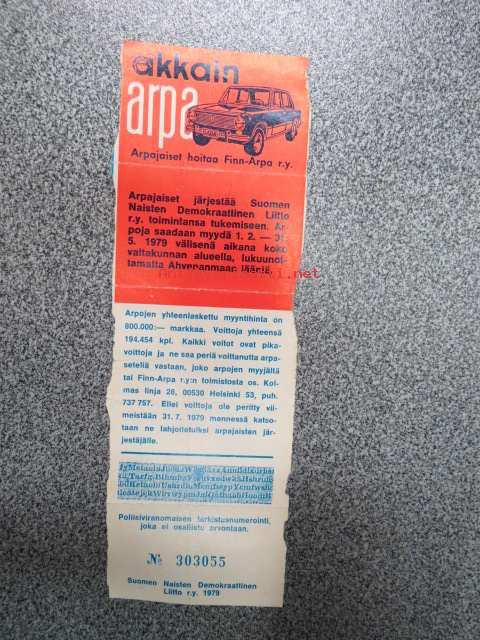 akkain
arpa
Arpajaiset hoitaa Finn-Arpa r.y.
Arpajaiset järjestää Suomen
Naisten Demokraattinen Liitto
r.y. toimintansa tukemiseen. Ar-
poja saadaan myydä 1. 2. — 31.
5. 1979 välisenä aikana koko
valtakunnan alueella, lukuunot-
tamatta Ahvenanmaan lääniä.
Arpojen yhteenlaskettu myyntihinta on
800.000:— markkaa. Voittoja yhteensä
194.454 kpl. Kaikki voitot ovat pika-
voittoja ja ne saa periä voittanutta arpa-
seteliä vastaan, joko arpojen myyjältä
tai Finn-Arpa r.y:n toimistosta os. Kol-
mas linja 26, 00530 Helsinki 53, puh.
737 757. Ellei voittoja ole peritty vii-
meistään 31. 7. 1979 mennessä katso-
taan ne lahjoitetuiksi arpajaisten jär-
jestäjälle.
Poliisiviranomaisen tarkistusnumerointi,
joka ei osallistu arvontaan.
№ 303055
Suomen Naisten Demokraattinen
Liitto r.y. 1979